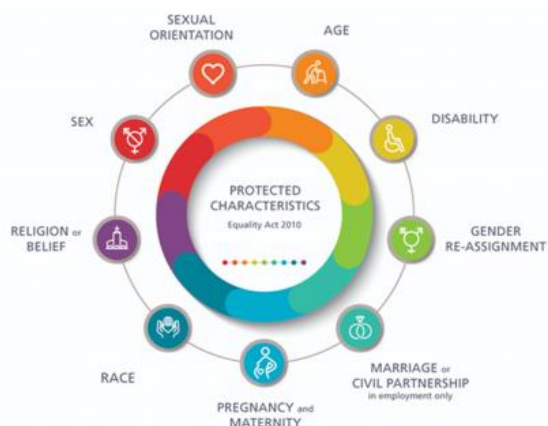 SEXUAL
ORIENTATION
AGE
DISABILITY
GENDER
RE-ASSIGNMENT
MARRIAGE or
CIVIL PARTNERSHIP
in employment only
PREGNANCY and
MATERNITY
RACE
RELIGION or
BELIEF
SEX
PROTECTED
CHARACTERISTICS
Equality Act 2010